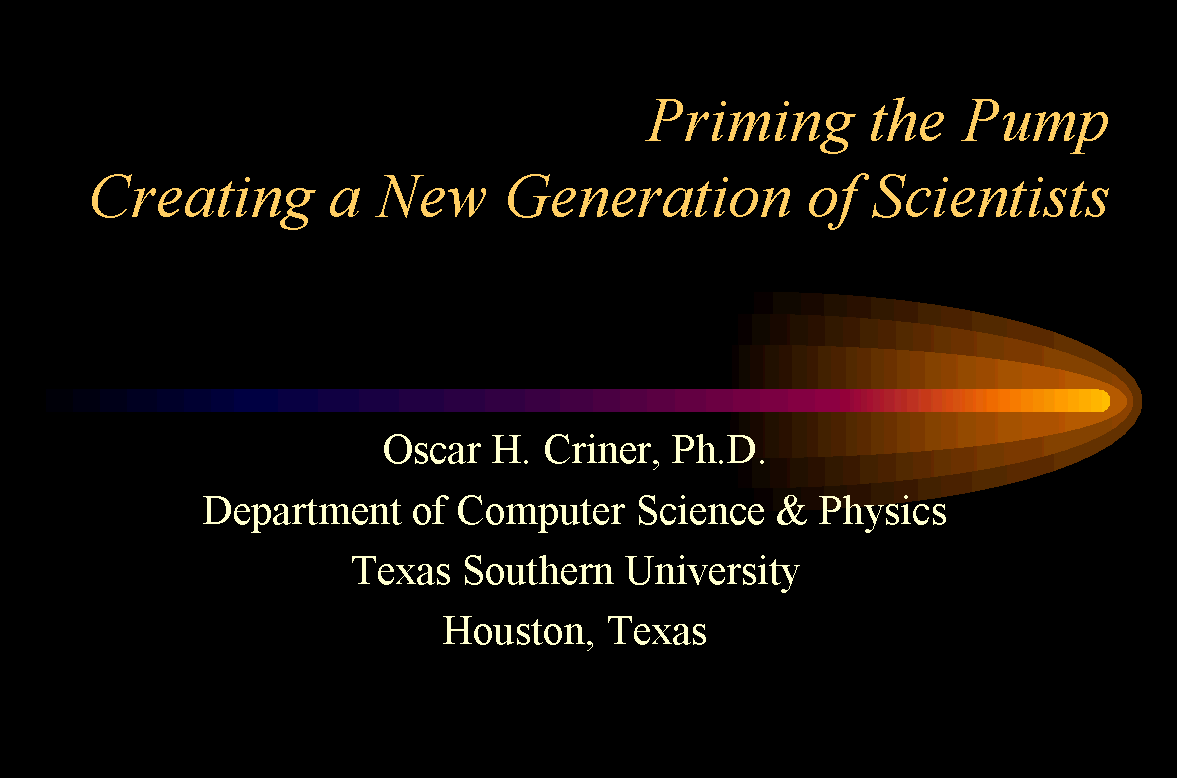 Priming the Pump
Creating a New Generation of Scientists
Oscar H. Criner, Ph.D.
Department of Computer Science & Physics
Texas Southern University
Houston, Texas